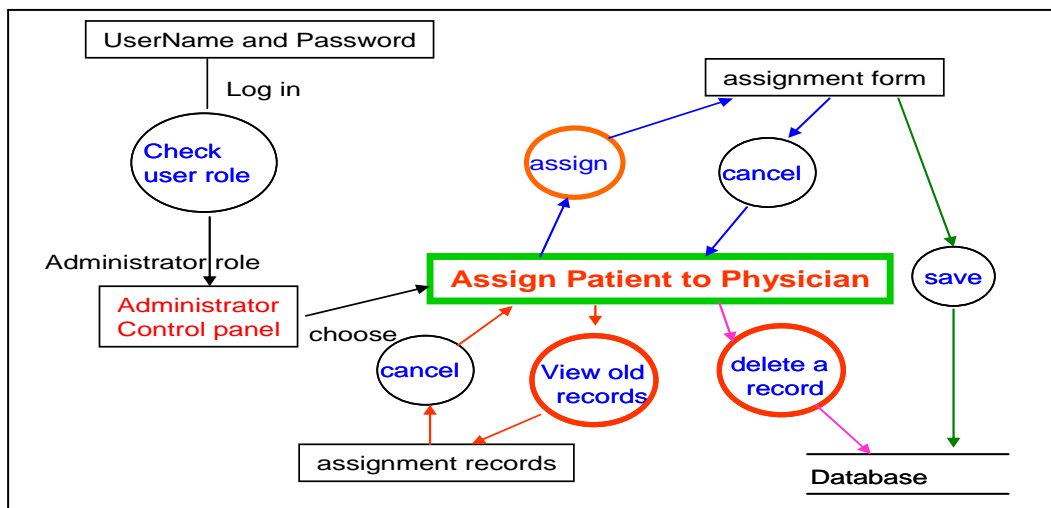 UserName and Password
Log in
Check
user role
Administrator role
Administrator
Control panel
choose
assignment form
assign
cancel
Assign Patient to Physician
save
cancel
View old
records
delete a
record
assignment records
Database